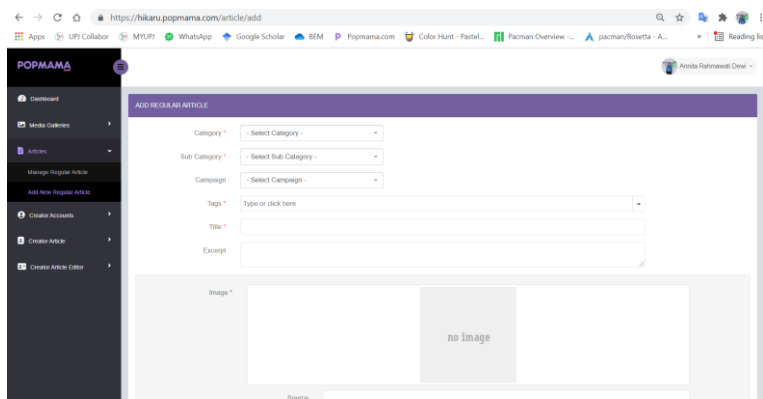 https://hikaru.popmama.com/article/add
Apps UPJ Collabor MYUPJ WhatsApp Google Scholar BEM Popmama.com Color Hunt - Pastel... Pacman Overview -... pacman/Rosetta - A... » Reading lis
POPMAMA
Annita Rahmawati Dewi
Dashboard
ADD REGULAR ARTICLE
Media Galleries
Category * - Select Category -
Articles
Sub Category * - Select Sub Category -
Manage Regular Article
Campaign - Select Campaign -
Add New Regular Article
Tags * Type or click here
Creator Accounts
Title *
Creator Article
Excerpt
Creator Article Editor
Image *
no image
Source